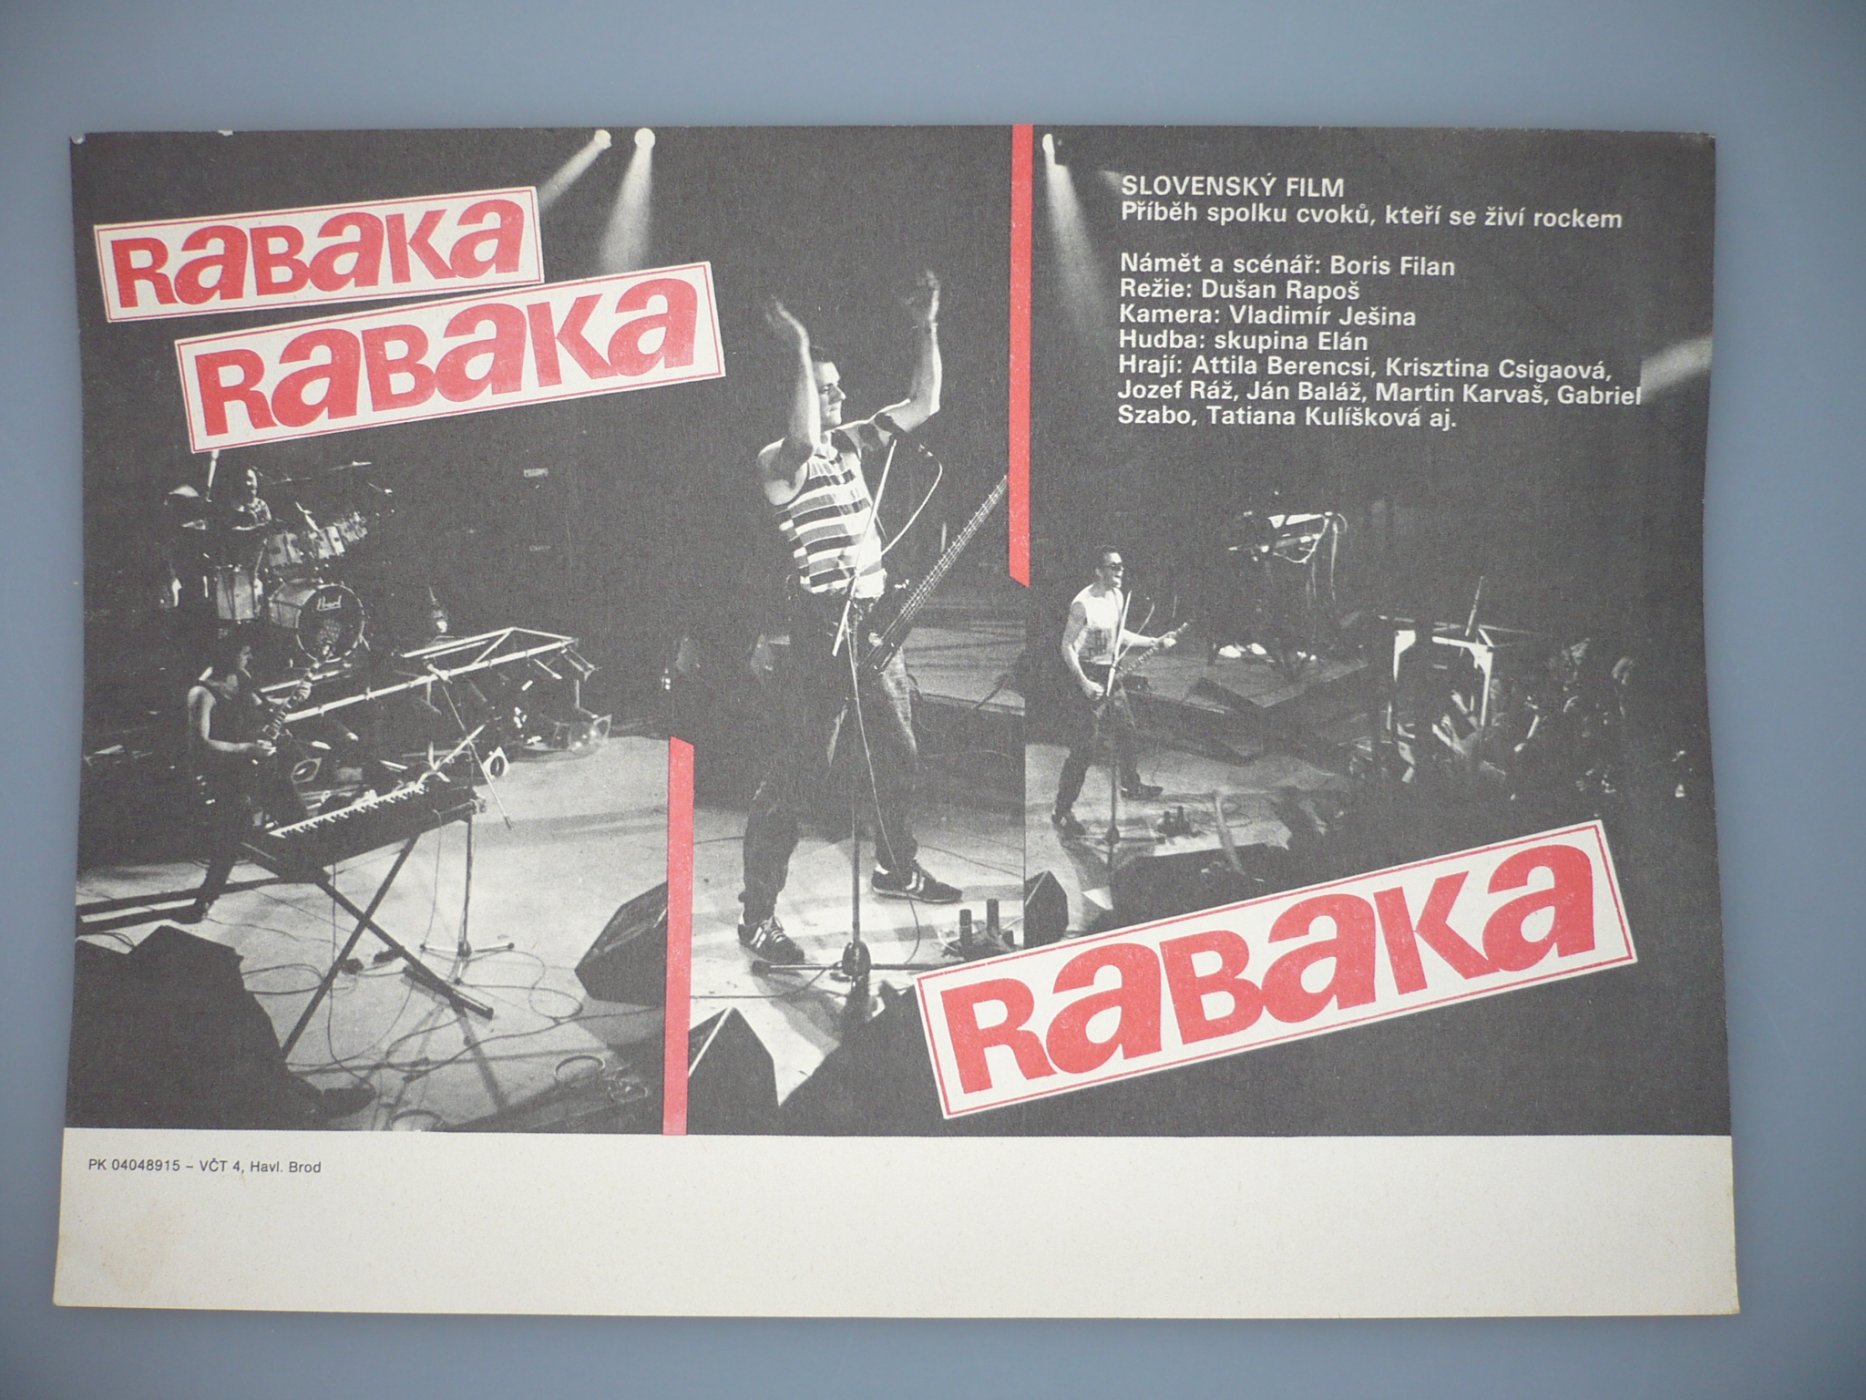 RaBaKa
RaBaKa
SLOVENSKÝ FILM
Příběh spolku cvoků, kteří se živí rockem
Námět a scénář: Boris Filan
Režie: Dušan Rapoš
Kamera: Vladimír Ješina
Hudba: skupina Elán
Hrají: Attila Berencsi, Krisztina Csigaová,
Jozef Ráž, Ján Baláž, Martin Karvaš, Gabriel
Szabo, Tatiana Kulíšková aj.
RaBaKa
PK 04048915 – VČT 4, Havl. Brod